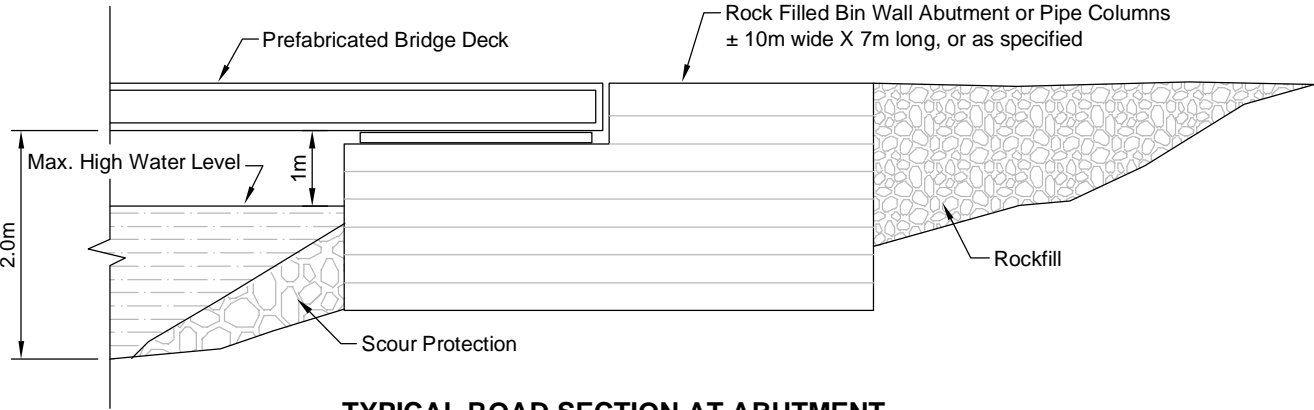 Rock Filled Bin Wall Abutment or Pipe Columns
± 10m wide X 7m long, or as specified
Prefabricated Bridge Deck
Max. High Water Level
1m
2.0m
Rockfill
Scour Protection
TYPICAL ROAD SECTION AT ABUTMENT